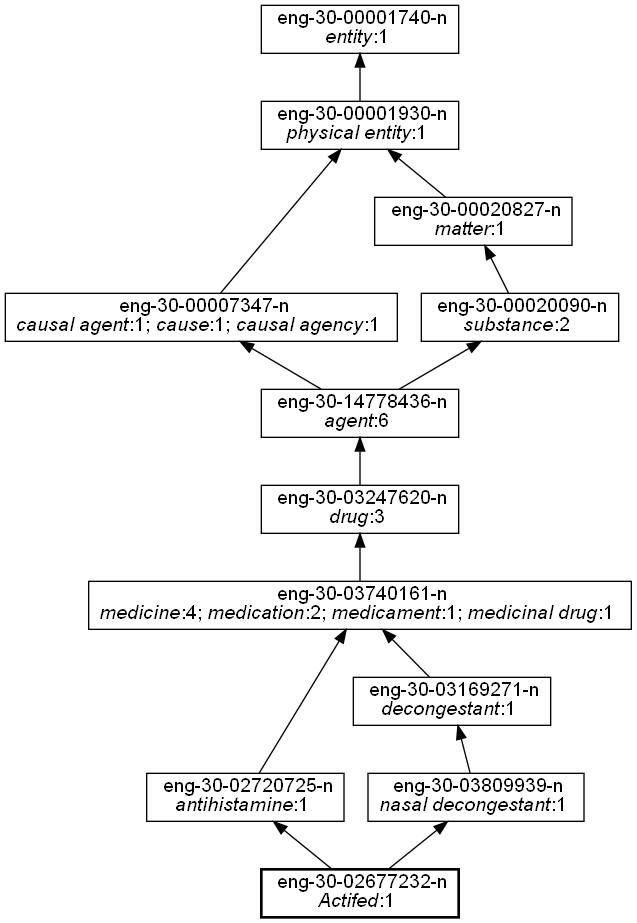 eng-30-00001740-n
entity:1
eng-30-00001930-n
physical entity:1
eng-30-00020827-n
matter:1
eng-30-00007347-n
causal agent:1; cause:1; causal agency:1
eng-30-00020090-n
substance:2
eng-30-14778436-n
agent:6
eng-30-03247620-n
drug:3
eng-30-03740161-n
medicine:4; medication:2; medicament:1; medicinal drug:1
eng-30-03169271-n
decongestant:1
eng-30-02720725-n
antihistamine:1
eng-30-03809939-n
nasal decongestant:1
eng-30-02677232-n
Actifed:1